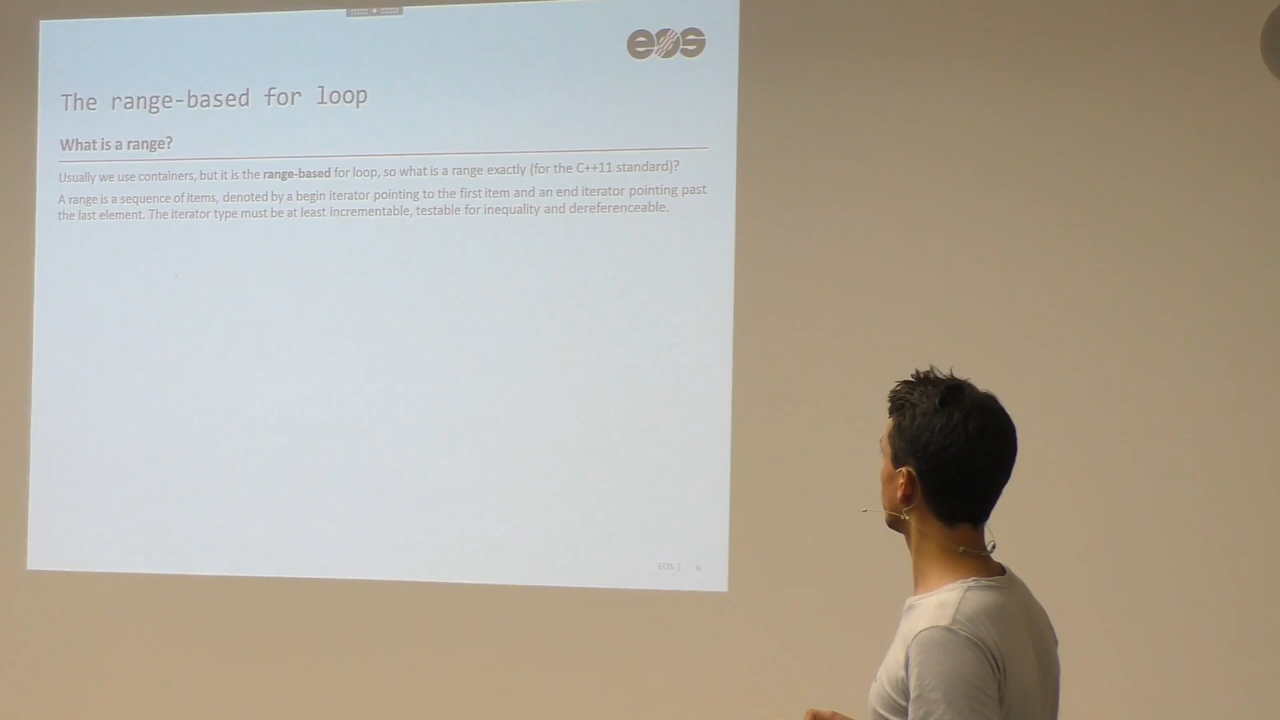 eos
The range-based for loop
What is a range?
Usually we use containers, but it is the range-based for loop, so what is a range exactly (for the C++11 standard)?
A range is a sequence of items, denoted by a begin iterator pointing to the first item and an end iterator pointing past
the last element. The iterator type must be at least incrementable, testable for inequality and dereferenceable.
EOS |